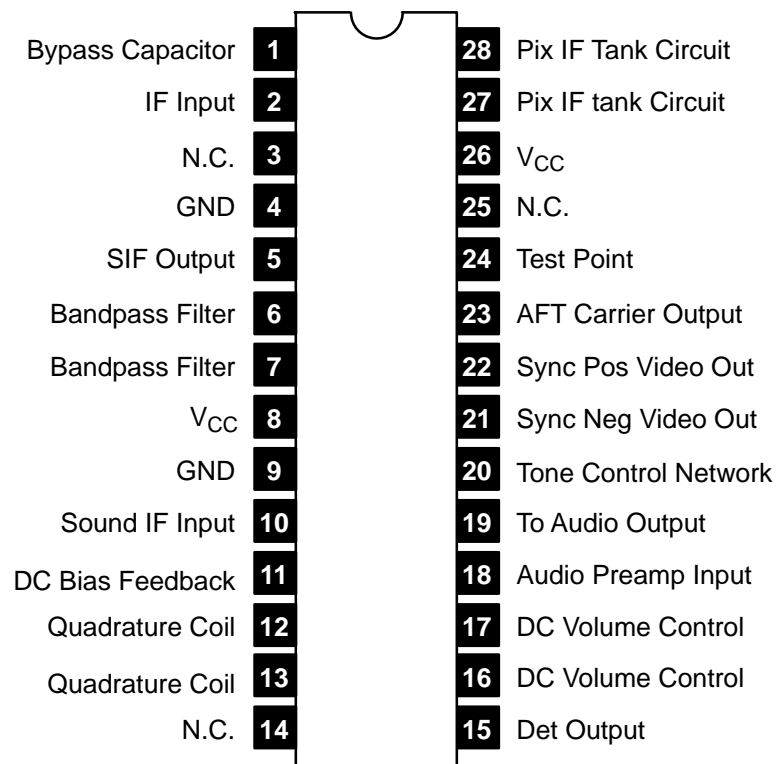 Bypass Capacitor 1 28 Pix IF Tank Circuit
IF Input 2 27 Pix IF tank Circuit
N.C. 3 26 VCC
GND 4 25 N.C.
SIF Output 5 24 Test Point
Bandpass Filter 6 23 AFT Carrier Output
Bandpass Filter 7 22 Sync Pos Video Out
VCC 8 21 Sync Neg Video Out
GND 9 20 Tone Control Network
Sound IF Input 10 19 To Audio Output
DC Bias Feedback 11 18 Audio Preamp Input
Quadrature Coil 12 17 DC Volume Control
Quadrature Coil 13 16 DC Volume Control
N.C. 14 15 Det Output